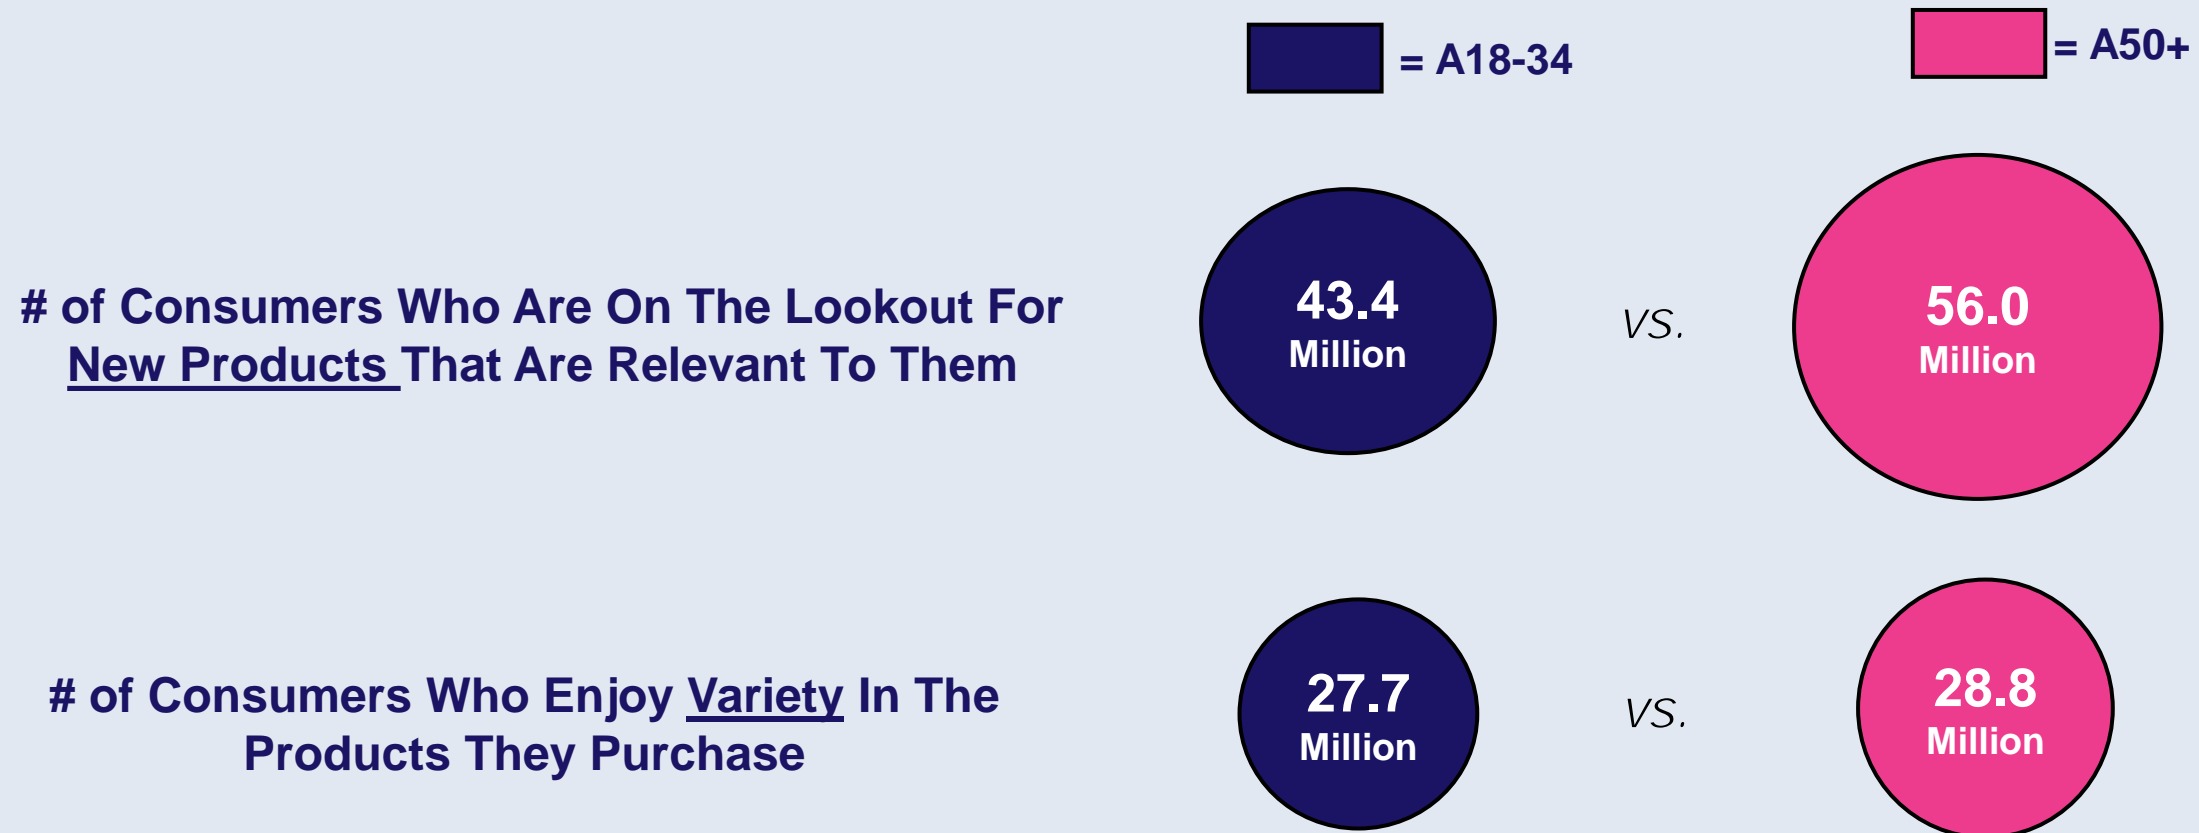 = A18-34
= A50+
# of Consumers Who Are On The Lookout For
New Products That Are Relevant To Them
43.4
Million
VS.
56.0
Million
# of Consumers Who Enjoy Variety In The
Products They Purchase
27.7
Million
VS.
28.8
Million